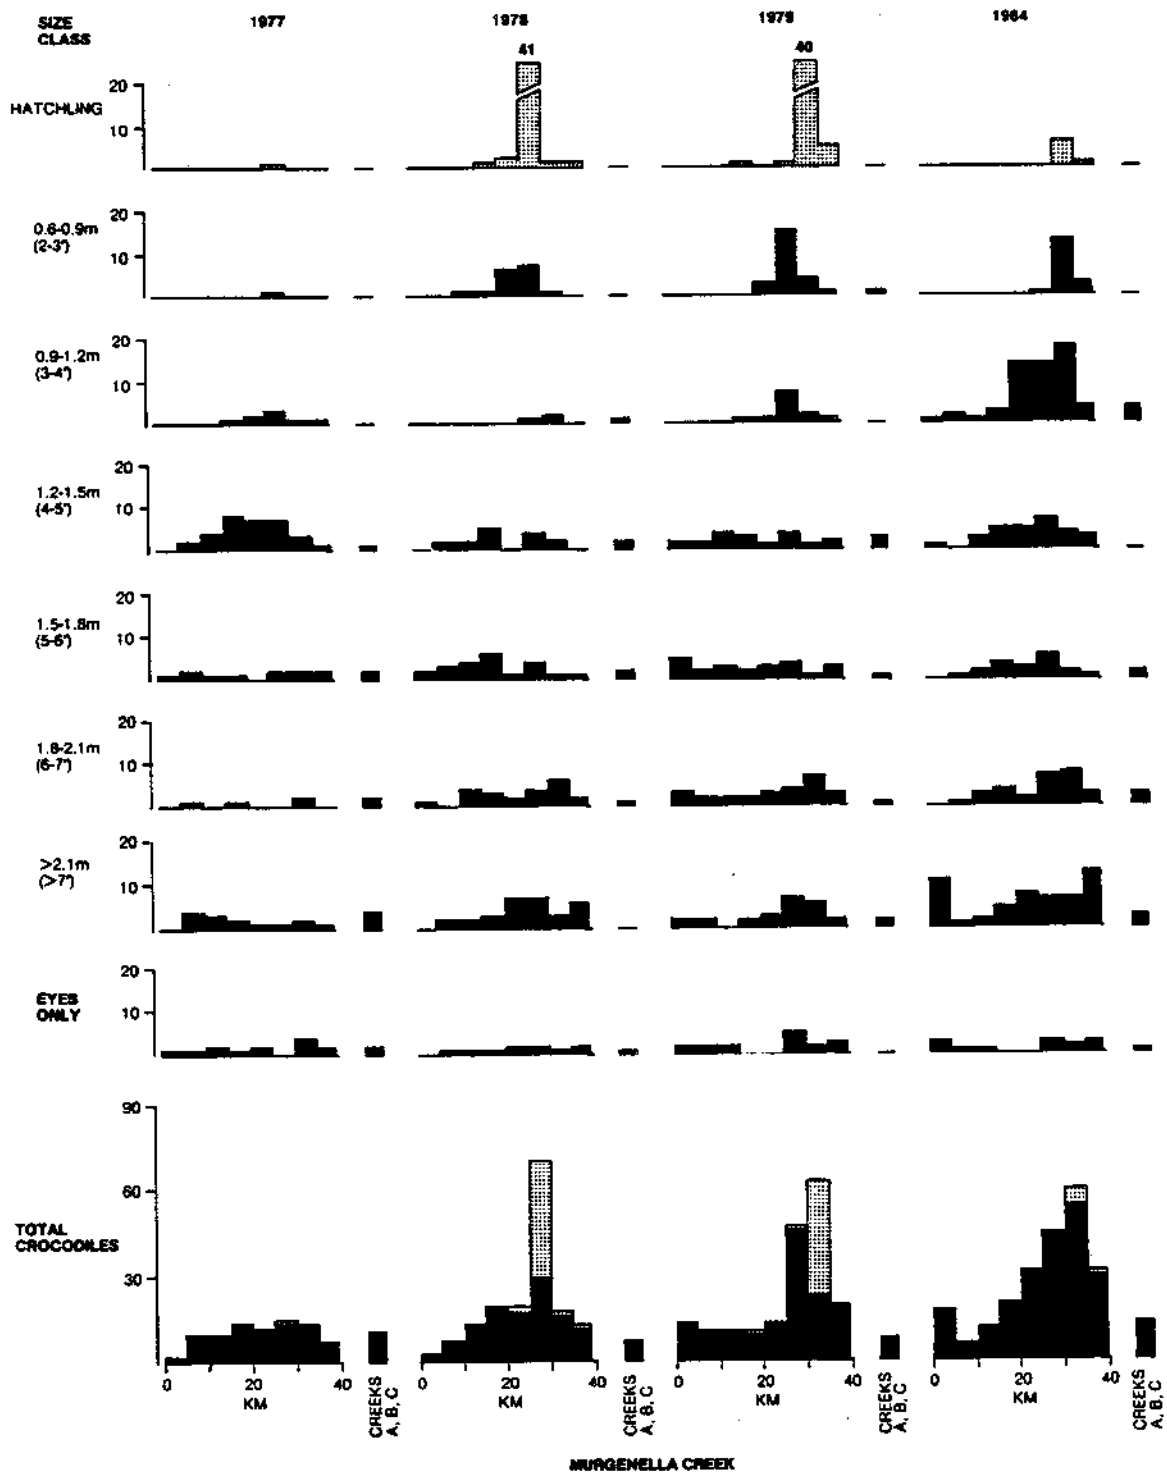 SIZE CLASS 1977 1978 1979 1984
41 40
HATCHLING 20 10
0.6-0.9m 20
(2-3') 10
0.9-1.2m 20
(3-4') 10
1.2-1.5m 20
(4-5') 10
1.5-1.8m 20
(5-6') 10
1.8-2.1m 20
(6-7') 10
>2.1m 20
(>7') 10
EYES 20
ONLY 10
90
60
TOTAL
CROCODILES
30
0 20 40 0 20 40 0 20 40 0 20 40
KM KM KM KM
CREEKS A, B, C CREEKS A, B, C CREEKS A, B, C CREEKS A, B, C
MURGENELLA CREEK